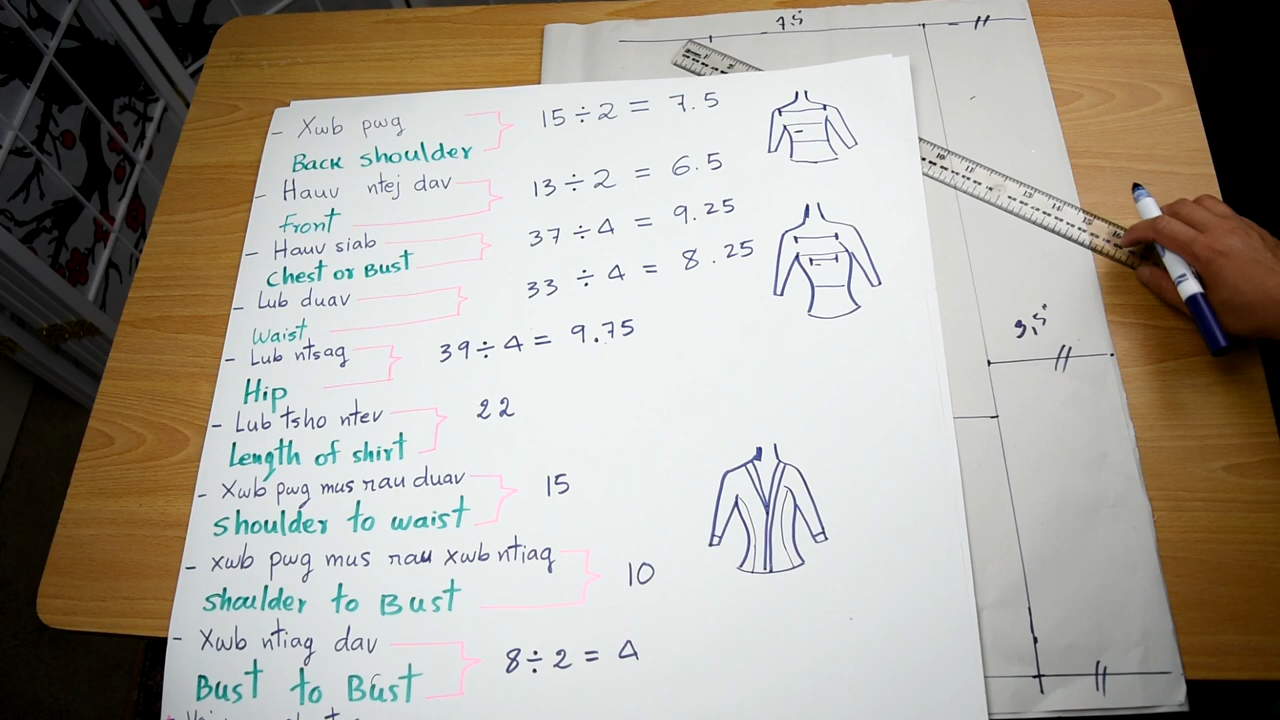 7.5
- Xwb pwg 15÷2 = 7.5
Back shoulder
- Hauv ntej dav 13÷2 = 6.5
Front
- Hauv siab 37÷4 = 9.25
Chest or Bust
- Lub duav 33÷4 = 8.25
Waist
- Lub ntsag 39÷4 = 9.75
Hip
- Lub tsho ntev 22
Length of shirt
- Xwb pwg mus rau duav 15
Shoulder to waist
- xwb pwg mus rau xwb ntiag 10
Shoulder to Bust
- Xwb ntiag dav 8÷2 = 4
Bust to Bust
9,5